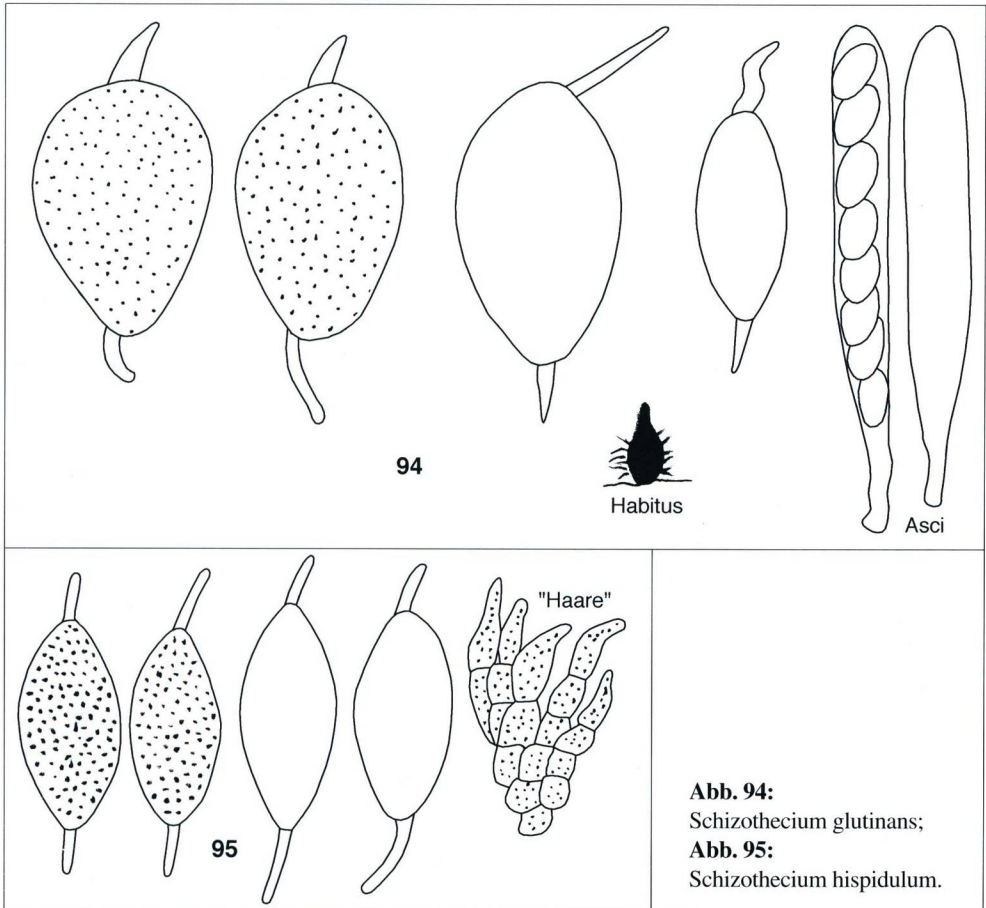 94
Habitus
Asci
"Haare"
95
Abb. 94:
Schizothecium glutinans;
Abb. 95:
Schizothecium hispidulum.